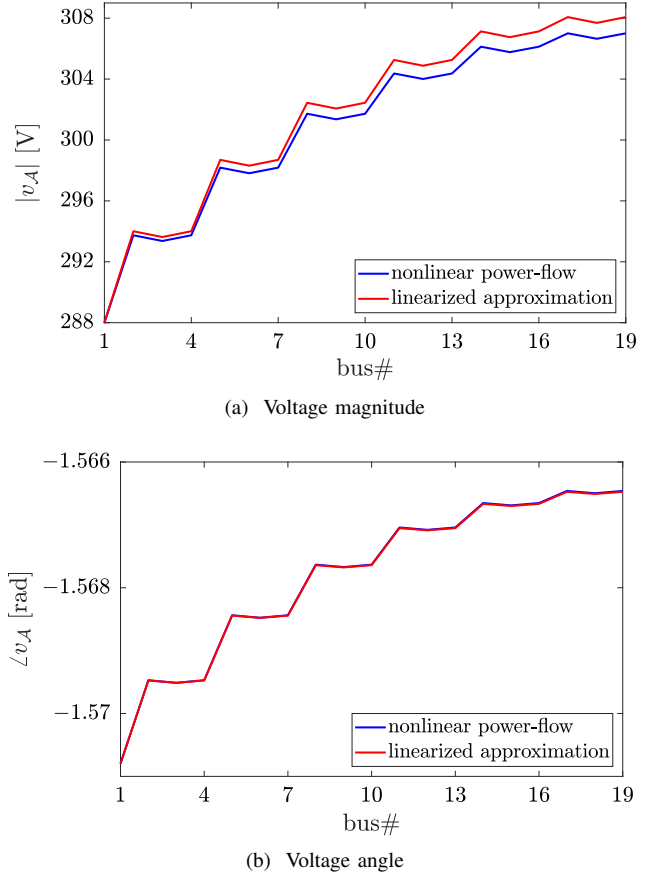 308
304
300
296
292
288
|v_𝒜| [V]
nonlinear power-flow
linearized approximation
1 4 7 10 13 16 19
bus#
(a) Voltage magnitude
−1.566
−1.568
−1.57
∠v_𝒜 [rad]
nonlinear power-flow
linearized approximation
1 4 7 10 13 16 19
bus#
(b) Voltage angle